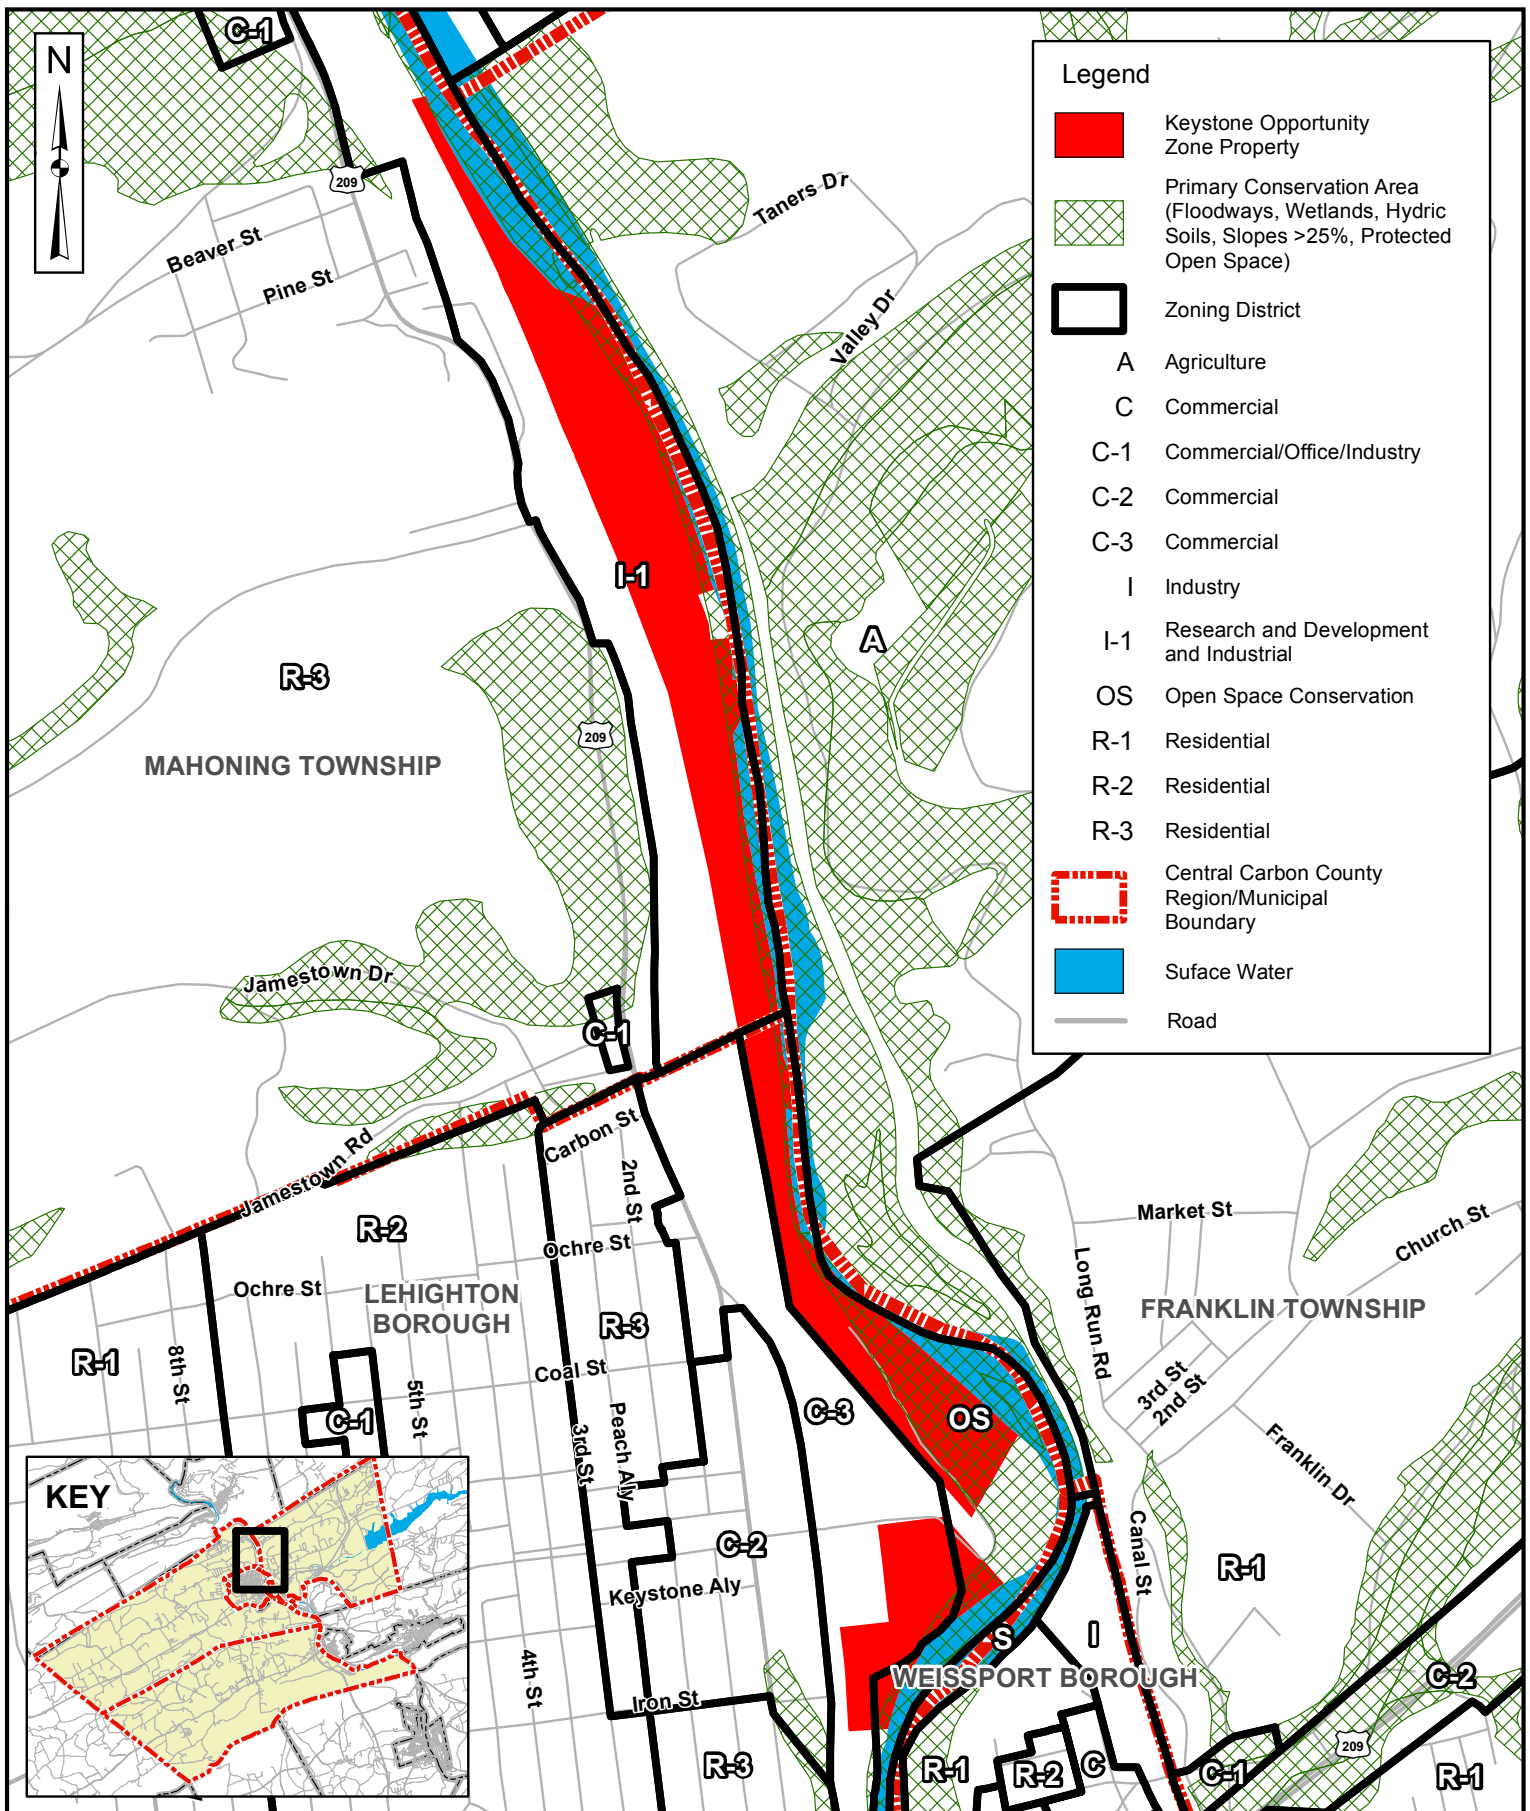 C-1
N
209
Beaver St
Pine St
Taners Dr
Valley Dr
Legend
Keystone Opportunity
Zone Property
Primary Conservation Area
(Floodways, Wetlands, Hydric
Soils, Slopes >25%, Protected
Open Space)
Zoning District
A Agriculture
C Commercial
C-1 Commercial/Office/Industry
C-2 Commercial
C-3 Commercial
I Industry
I-1 Research and Development
and Industrial
OS Open Space Conservation
R-1 Residential
R-2 Residential
R-3 Residential
Central Carbon County
Region/Municipal
Boundary
Suface Water
Road
I-1
A
R-3
209
MAHONING TOWNSHIP
Jamestown Dr
C-1
Carbon St
Jamestown Rd
2nd St
R-2
Ochre St
Ochre St
LEHIGHTON
BOROUGH
R-3
R-1
8th St
Coal St
5th St
C-1
3rd St
Peach Aly
C-3
OS
Market St
Church St
Long Run Rd
FRANKLIN TOWNSHIP
3rd St
2nd St
Franklin Dr
KEY
C-2
Keystone Aly
4th St
Iron St
R-3
Canal St
R-1
S
I
WEISSPORT BOROUGH
C-2
209
R-1
R-2
C
C-1
R-1